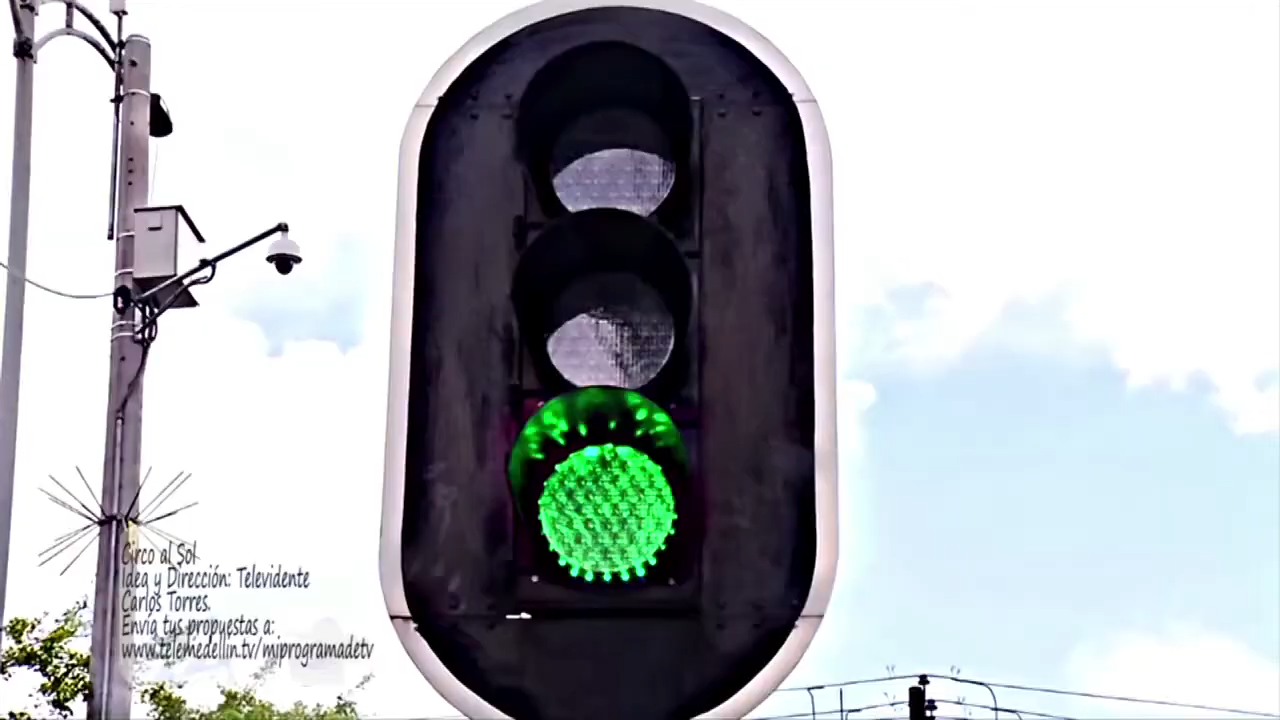 Circo al Sol
Idea y Dirección: Televidente
Carlos Torres.
Envía tus propuestas a:
www.telemedellin.tv/miprogramadetv